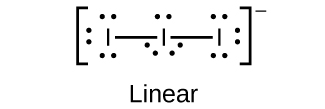 [I — I — I]⁻
Linear